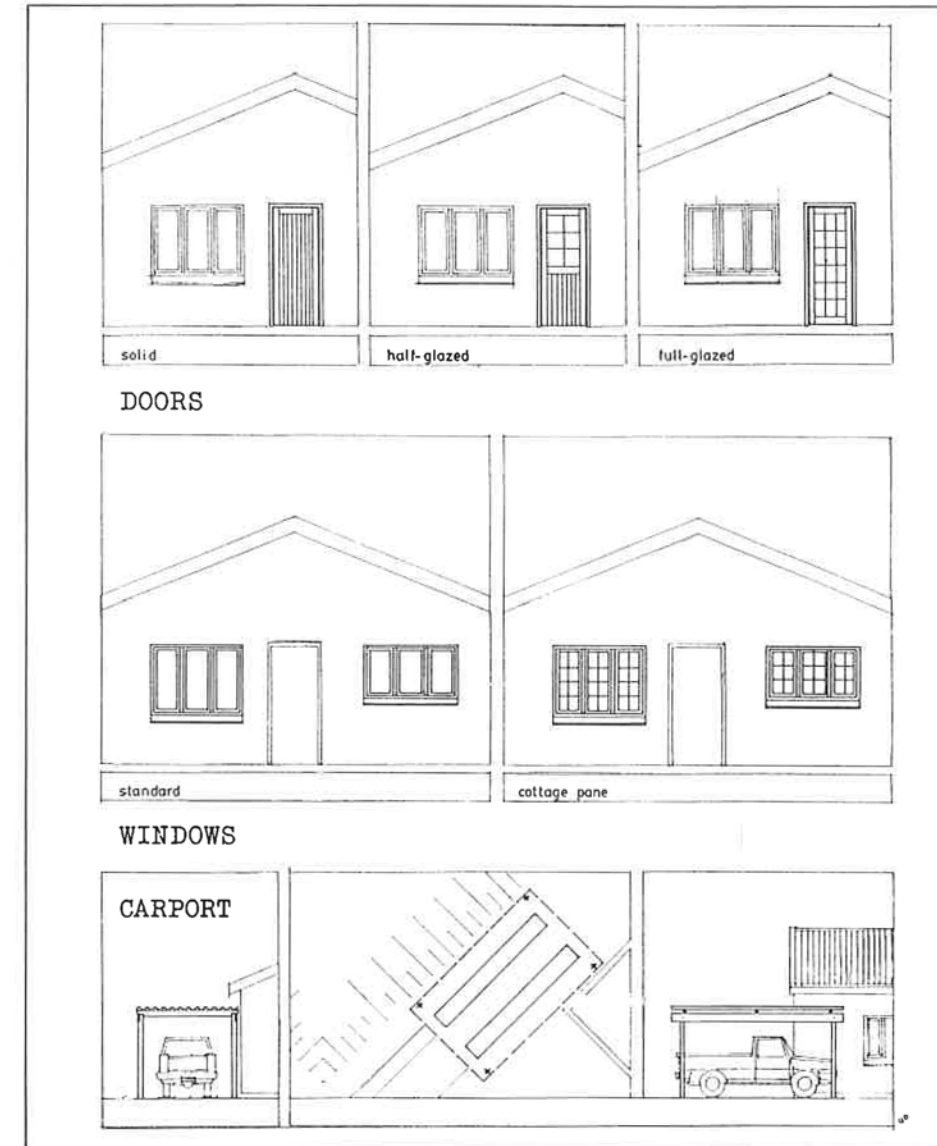 solid
half-glazed
full-glazed
DOORS
standard
cottage pane
WINDOWS
CARPORT